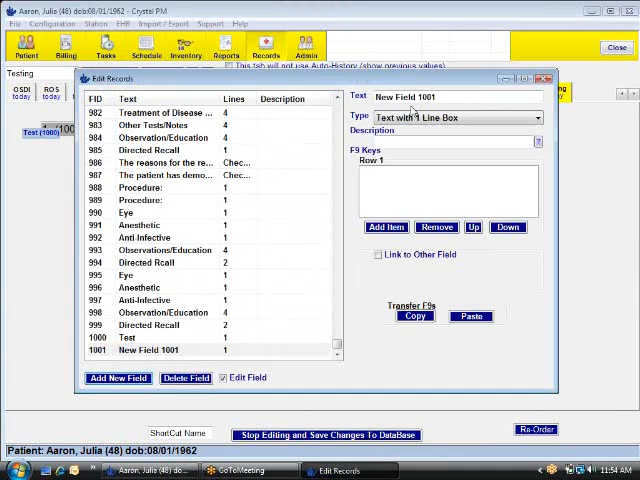 Aaron, Julia (48) dob:08/01/1962 - Crystal PM
File Configuration Station EHR Import / Export Support Help
Patient Billing Tasks Schedule Inventory Reports Records Admin Close
Testing
This tab will not use Auto-History (show previous values)
OSDI today ROS today
Test (1000)
Edit Records
FID Text Lines Description
982 Treatment of Disease ... 4
983 Other Tests/Notes 4
984 Observation/Education 4
985 Directed Recall 2
986 The reasons for the re... Chec...
987 The patient has demo... Chec...
988 Procedure: 1
989 Procedure: 1
990 Eye 1
991 Anesthetic 1
992 Anti-Infective 1
993 Observations/Education 4
994 Directed Rcall 2
995 Eye 1
996 Anesthetic 1
997 Anti-Infective 1
998 Observation/Education 4
999 Directed Recall 2
1000 Test 1
1001 New Field 1001 1
Add New Field Delete Field Edit Field
Text New Field 1001
Type Text with 1 Line Box
Description ?
F9 Keys
Row 1
Add Item Remove Up Down
Link to Other Field
Transfer F9s
Copy Paste
ShortCut Name Stop Editing and Save Changes To DataBase Re-Order
Patient: Aaron, Julia (48) dob:08/01/1962
Aaron, Julia (48) do... GoToMeeting Edit Records 11:54 AM